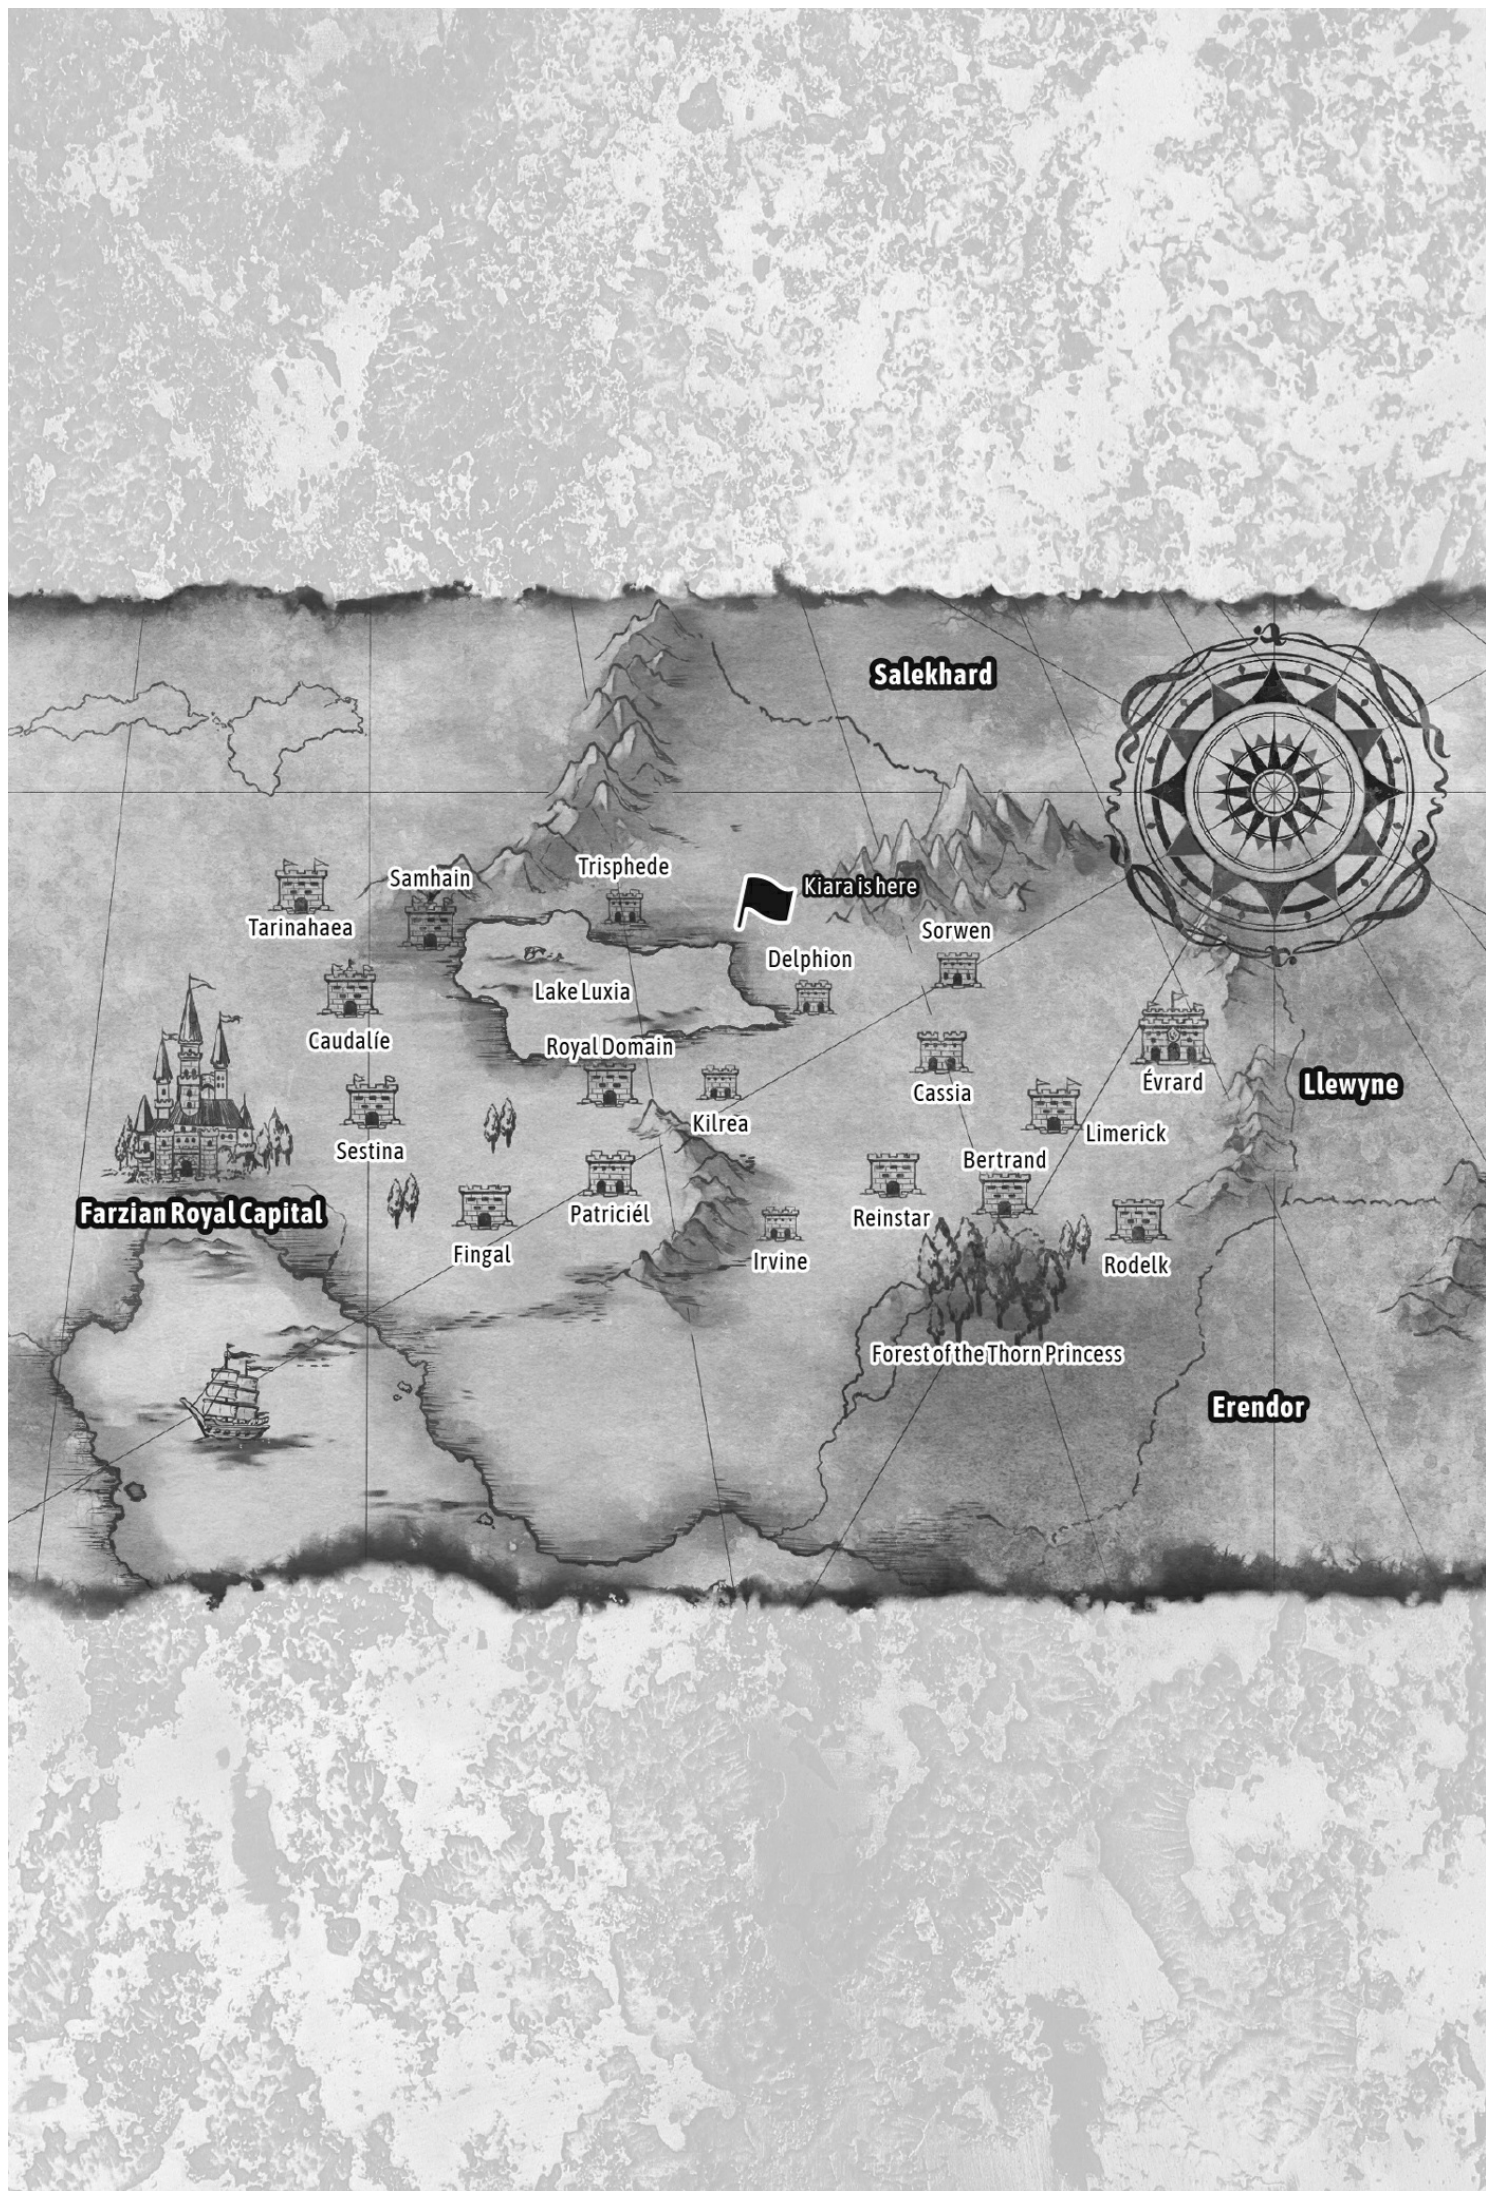 Salekhard
Trisphede
Samhain
Kiara is here
Tarinahaea
Sorwen
Delphion
Lake Luxia
Caudalíe
Royal Domain
Évrard
Llewyne
Cassia
Kilrea
Limerick
Sestina
Bertrand
Farzian Royal Capital
Patriciél
Reinstar
Fingal
Irvine
Rodelk
Forest of the Thorn Princess
Erendor